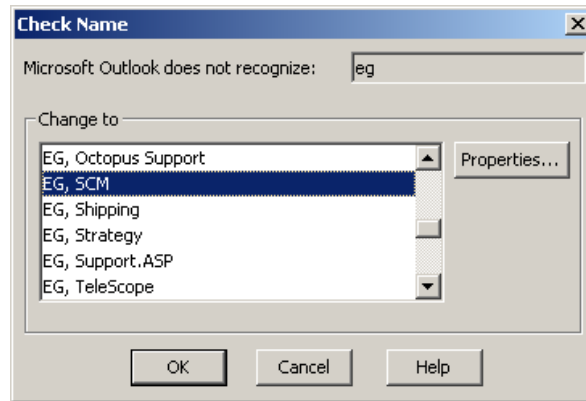 Check Name
Microsoft Outlook does not recognize: eg
Change to
EG, Octopus Support
EG, SCM
EG, Shipping
EG, Strategy
EG, Support.ASP
EG, TeleScope
Properties...
OK Cancel Help